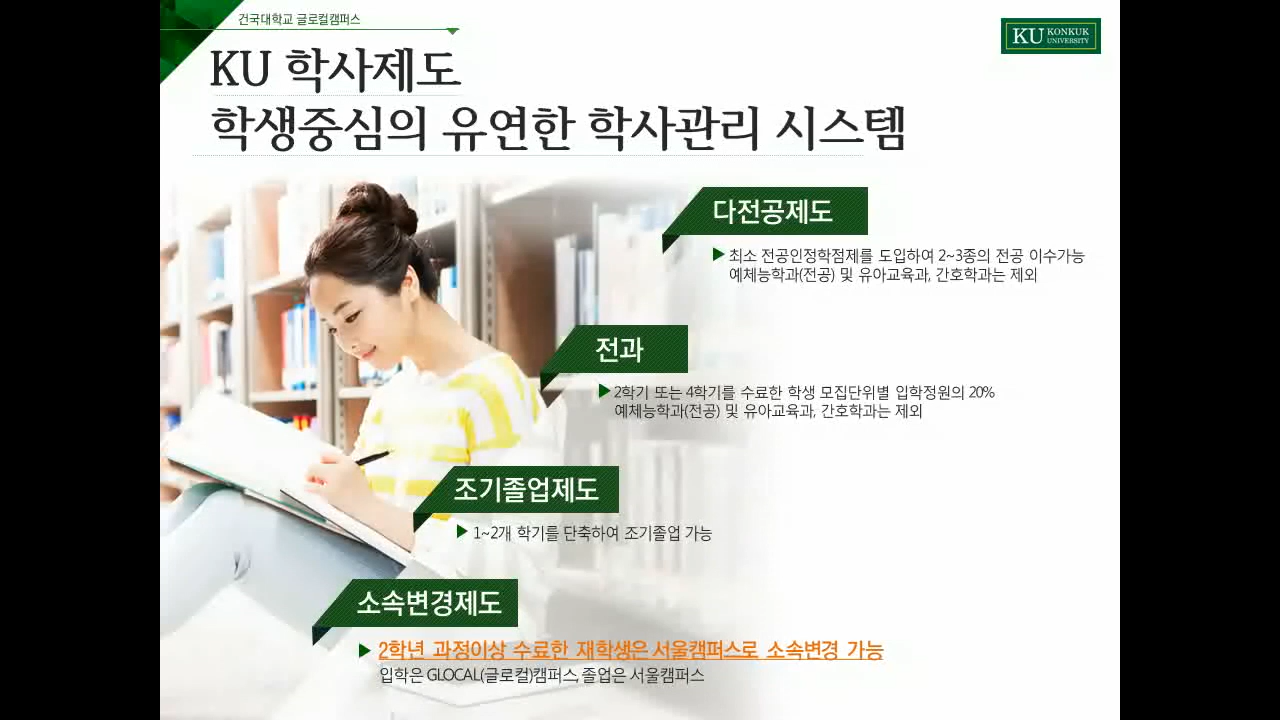 건국대학교 글로컬캠퍼스
KU KONKUK UNIVERSITY
KU 학사제도
학생중심의 유연한 학사관리 시스템
다전공제도
최소 전공인정학점제를 도입하여 2~3종의 전공 이수가능
예체능학과(전공) 및 유아교육과, 간호학과는 제외
전과
2학기 또는 4학기를 수료한 학생 모집단위별 입학정원의 20%
예체능학과(전공) 및 유아교육과, 간호학과는 제외
조기졸업제도
1~2개 학기를 단축하여 조기졸업 가능
소속변경제도
2학년 과정이상 수료한 재학생은 서울캠퍼스로 소속변경 가능
입학은 GLOCAL(글로컬)캠퍼스, 졸업은 서울캠퍼스